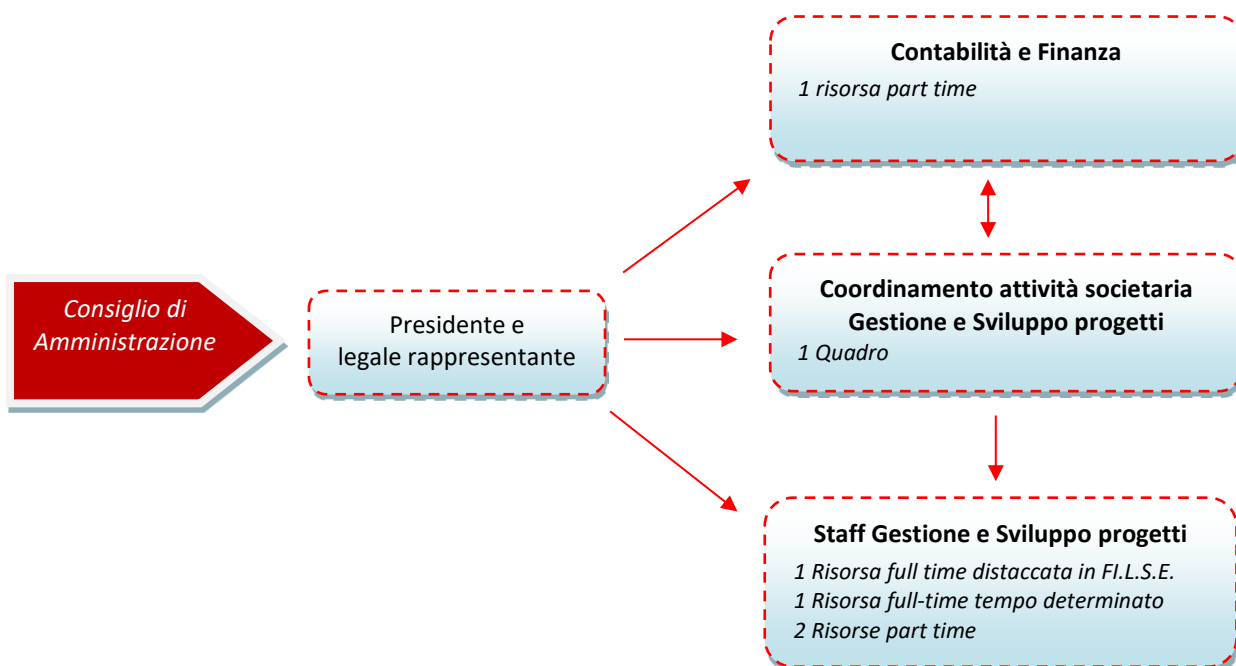 Contabilità e Finanza
1 risorsa part time
Consiglio di
Amministrazione
Presidente e
legale rappresentante
Coordinamento attività societaria
Gestione e Sviluppo progetti
1 Quadro
Staff Gestione e Sviluppo progetti
1 Risorsa full time distaccata in FI.L.S.E.
1 Risorsa full-time tempo determinato
2 Risorse part time